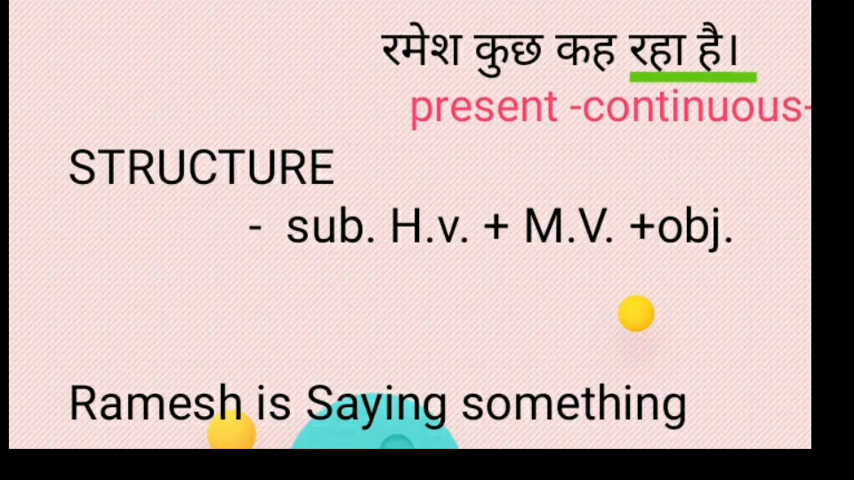 रमेश कुछ कह रहा है।
present -continuous-
STRUCTURE
- sub. H.v. + M.V. +obj.
Ramesh is Saying something